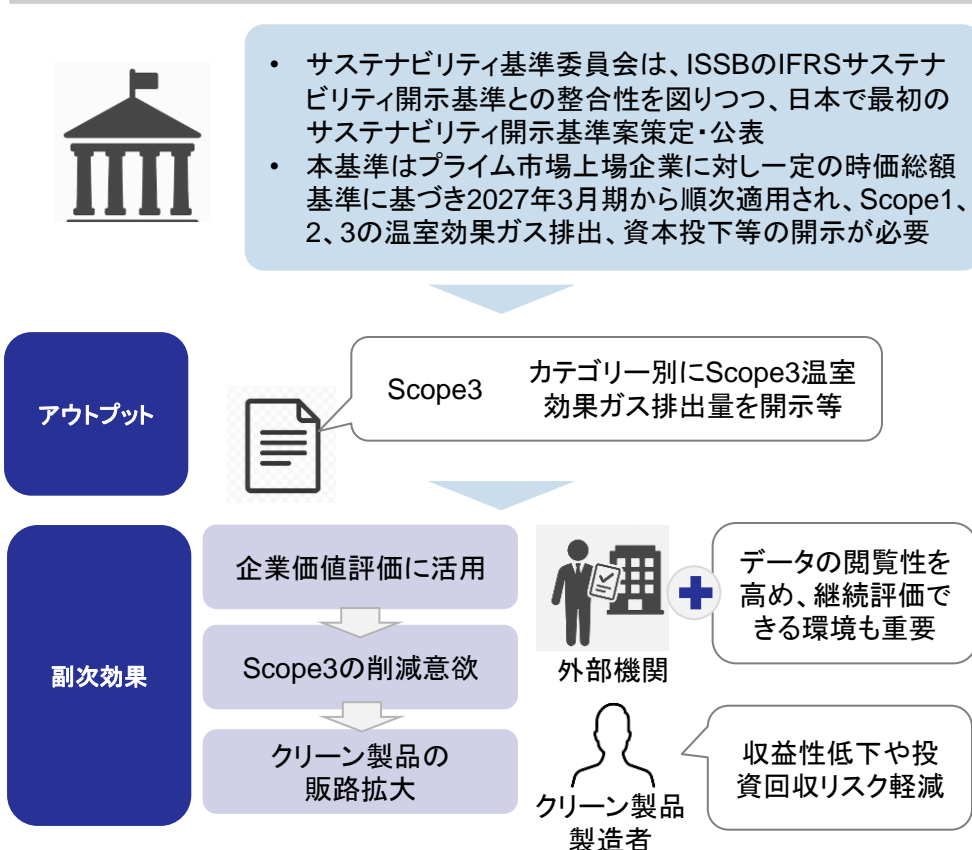 • サステナビリティ基準委員会は、ISSBのIFRSサステナ
ビリティ開示基準との整合性を図りつつ、日本で最初の
サステナビリティ開示基準案策定・公表
• 本基準はプライム市場上場企業に対し一定の時価総額
基準に基づき2027年3月期から順次適用され、Scope1、
2、3の温室効果ガス排出、資本投下等の開示が必要
アウトプット
Scope3
カテゴリー別にScope3温室
効果ガス排出量を開示等
副次効果
企業価値評価に活用
Scope3の削減意欲
クリーン製品の
販路拡大
外部機関
データの閲覧性を
高め、継続評価で
きる環境も重要
クリーン製品
製造者
収益性低下や投
資回収リスク軽減